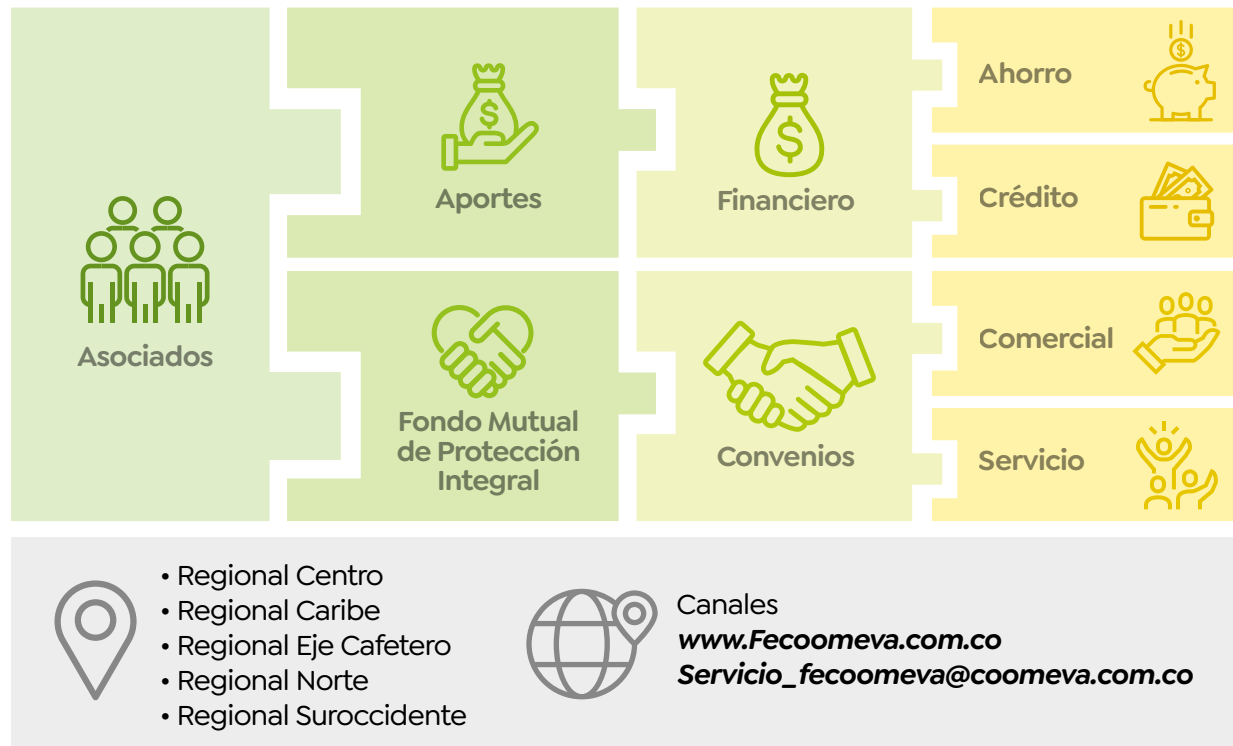 Asociados
Aportes
Fondo Mutual
de Protección
Integral
Financiero
Convenios
Ahorro
Crédito
Comercial
Servicio
• Regional Centro
• Regional Caribe
• Regional Eje Cafetero
• Regional Norte
• Regional Suroccidente
Canales
www.Fecoomeva.com.co
Servicio_fecoomeva@coomeva.com.co